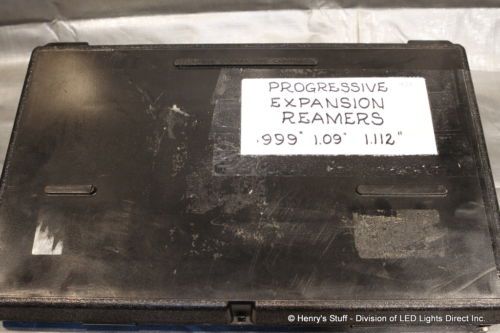 PROGRESSIVE
EXPANSION
REAMERS
.999" 1.09" 1.112"
© Henry's Stuff - Division of LED Lights Direct Inc.